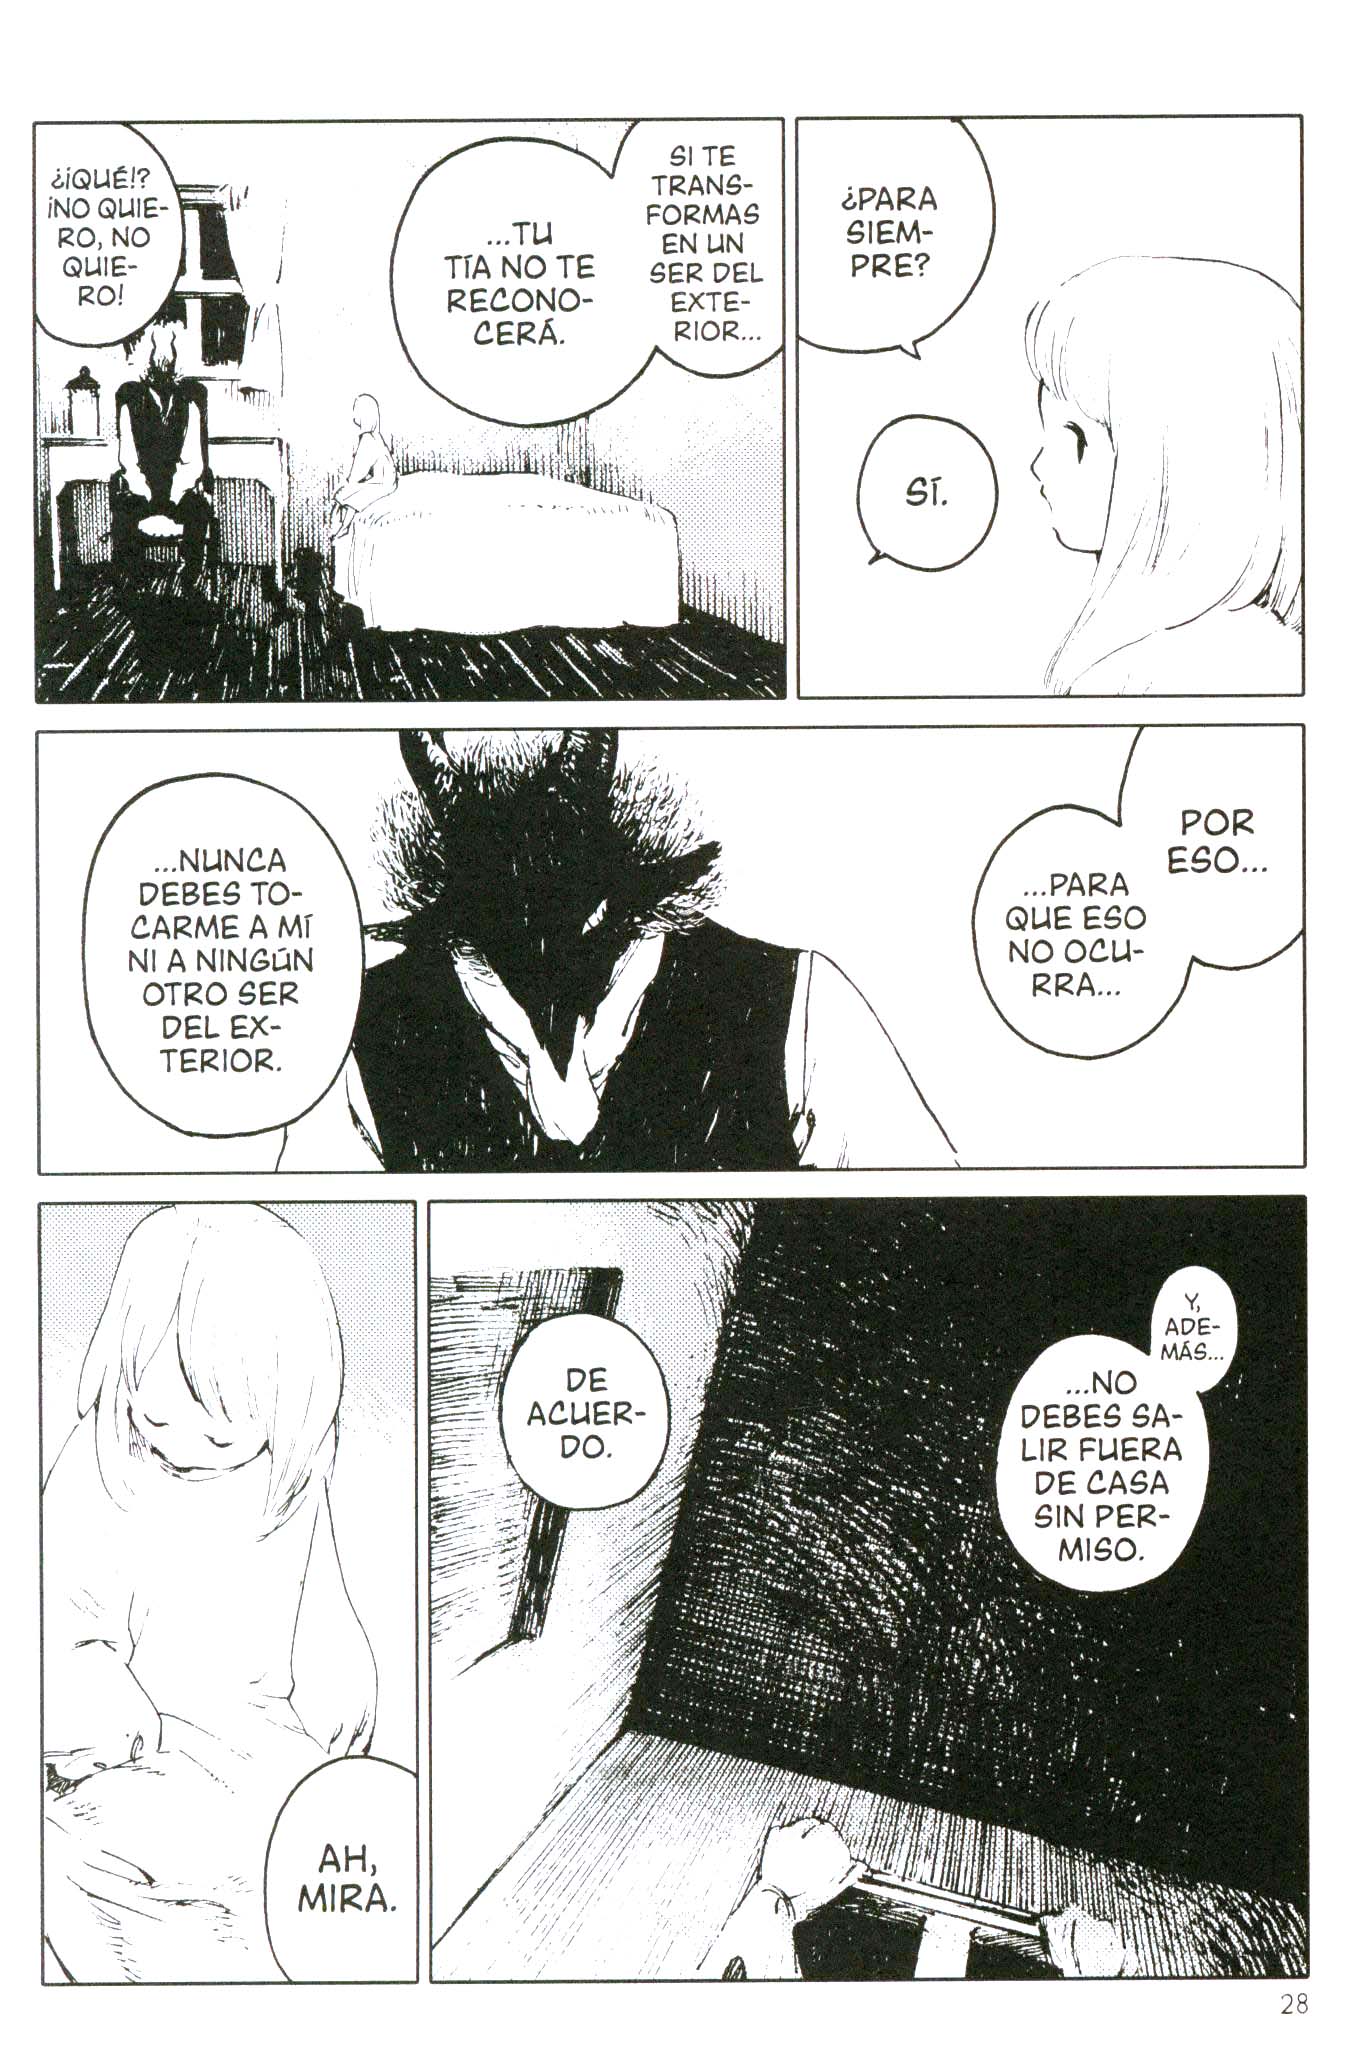 ¿PARA
SIEM-
PRE?
SÍ.
SI TE
TRANS-
FORMAS
EN UN
SER DEL
EXTE-
RIOR...
...TU
TÍA NO TE
RECONO-
CERÁ.
¿¡QUÉ!?
¡NO QUIE-
RO, NO
QUIE-
RO!
POR
ESO...
...PARA
QUE ESO
NO OCU-
RRA...
...NUNCA
DEBES TO-
CARME A MÍ
NI A NINGÚN
OTRO SER
DEL EX-
TERIOR.
Y,
ADE-
MÁS...
...NO
DEBES SA-
LIR FUERA
DE CASA
SIN PER-
MISO.
DE
ACUER-
DO.
AH,
MIRA.
28